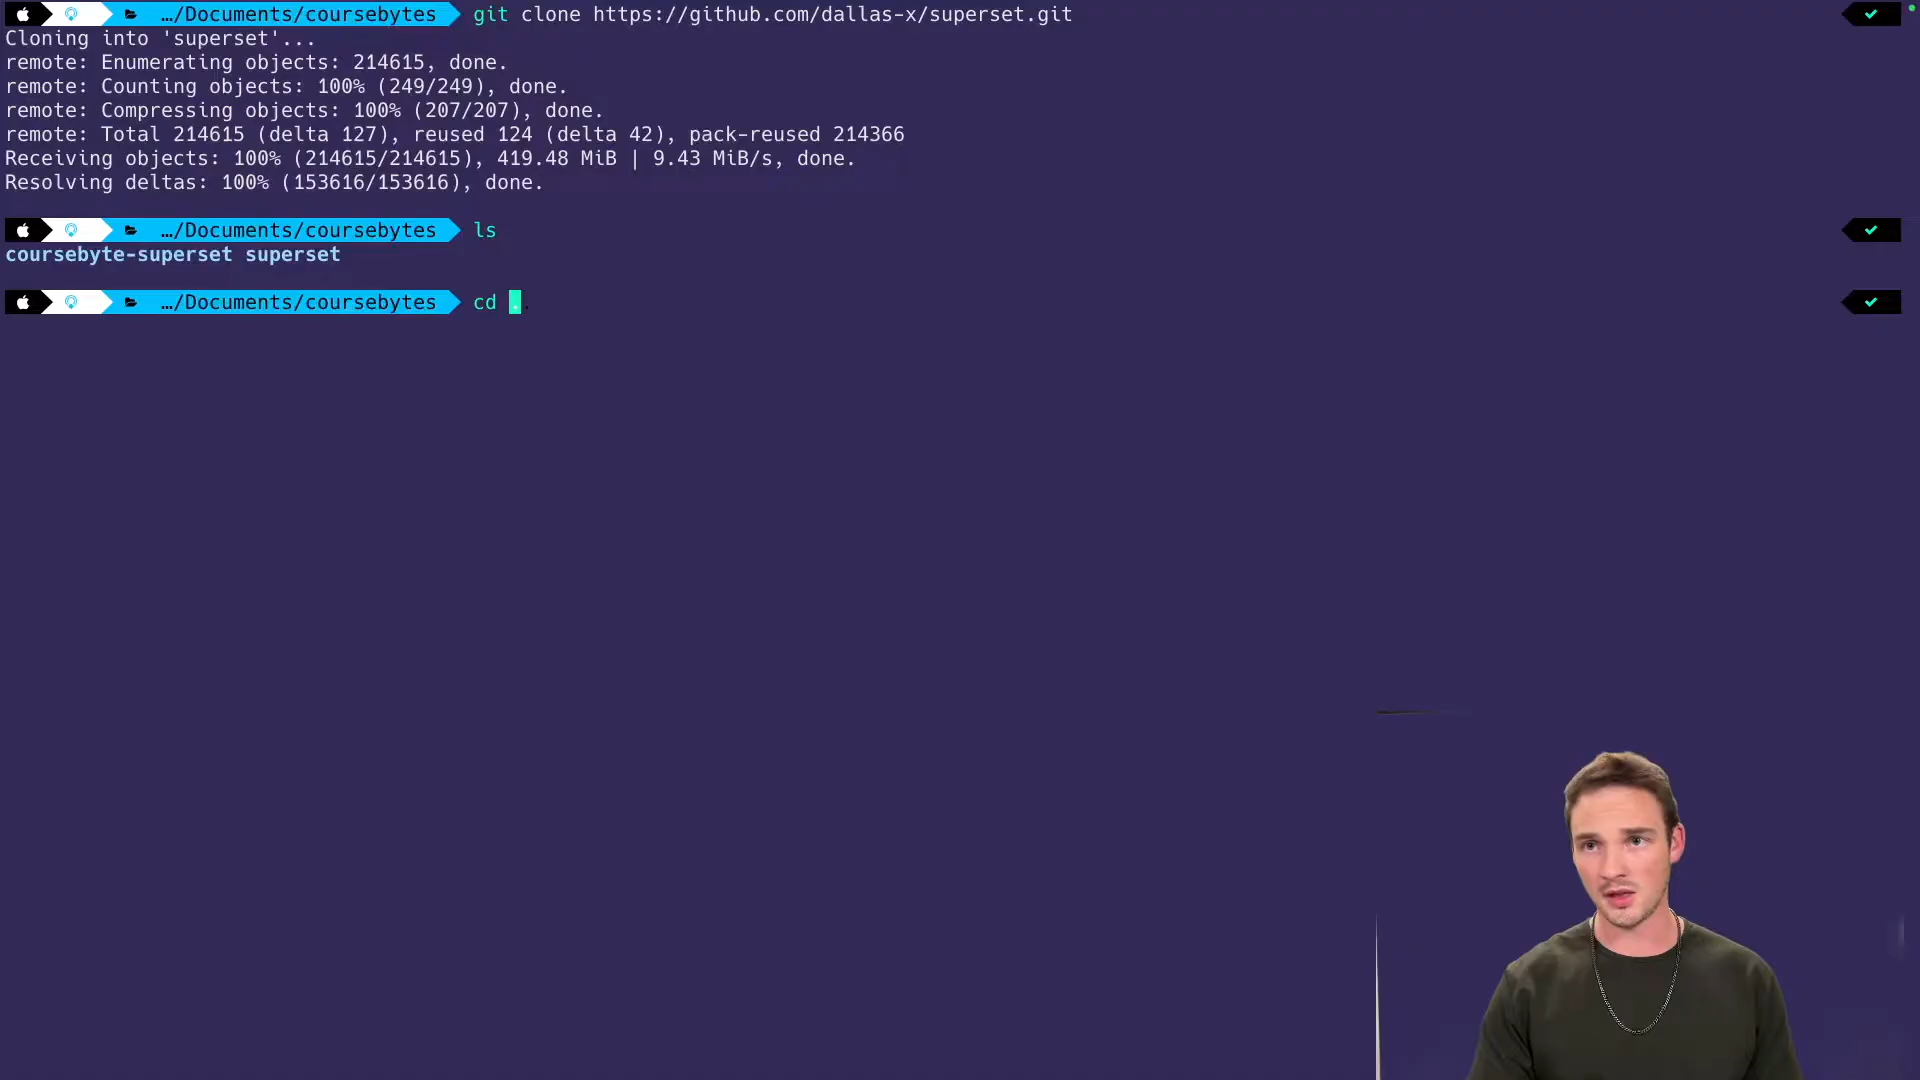 …/Documents/coursebytes git clone https://github.com/dallas-x/superset.git
Cloning into 'superset'...
remote: Enumerating objects: 214615, done.
remote: Counting objects: 100% (249/249), done.
remote: Compressing objects: 100% (207/207), done.
remote: Total 214615 (delta 127), reused 124 (delta 42), pack-reused 214366
Receiving objects: 100% (214615/214615), 419.48 MiB | 9.43 MiB/s, done.
Resolving deltas: 100% (153616/153616), done.
…/Documents/coursebytes ls
coursebyte-superset superset
…/Documents/coursebytes cd ..